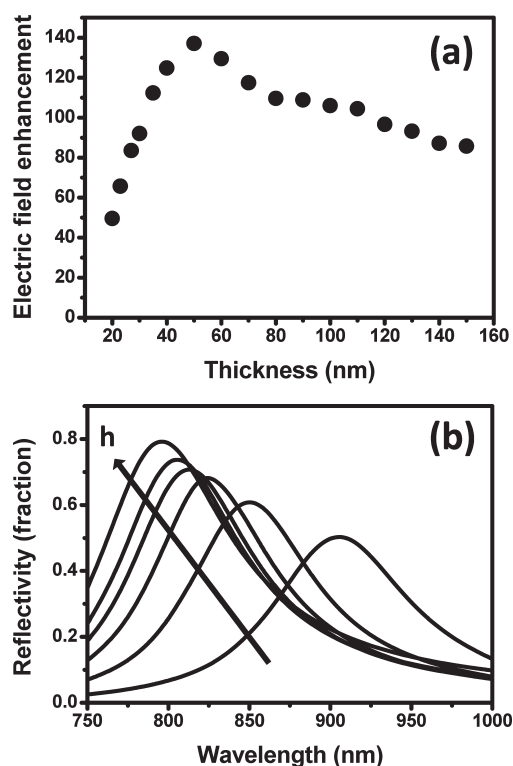 (a)
Electric field enhancement
140
120
100
80
60
40
20
0
20 40 60 80 100 120 140 160
Thickness (nm)
(b)
h
Reflectivity (fraction)
0.8
0.6
0.4
0.2
0.0
750 800 850 900 950 1000
Wavelength (nm)